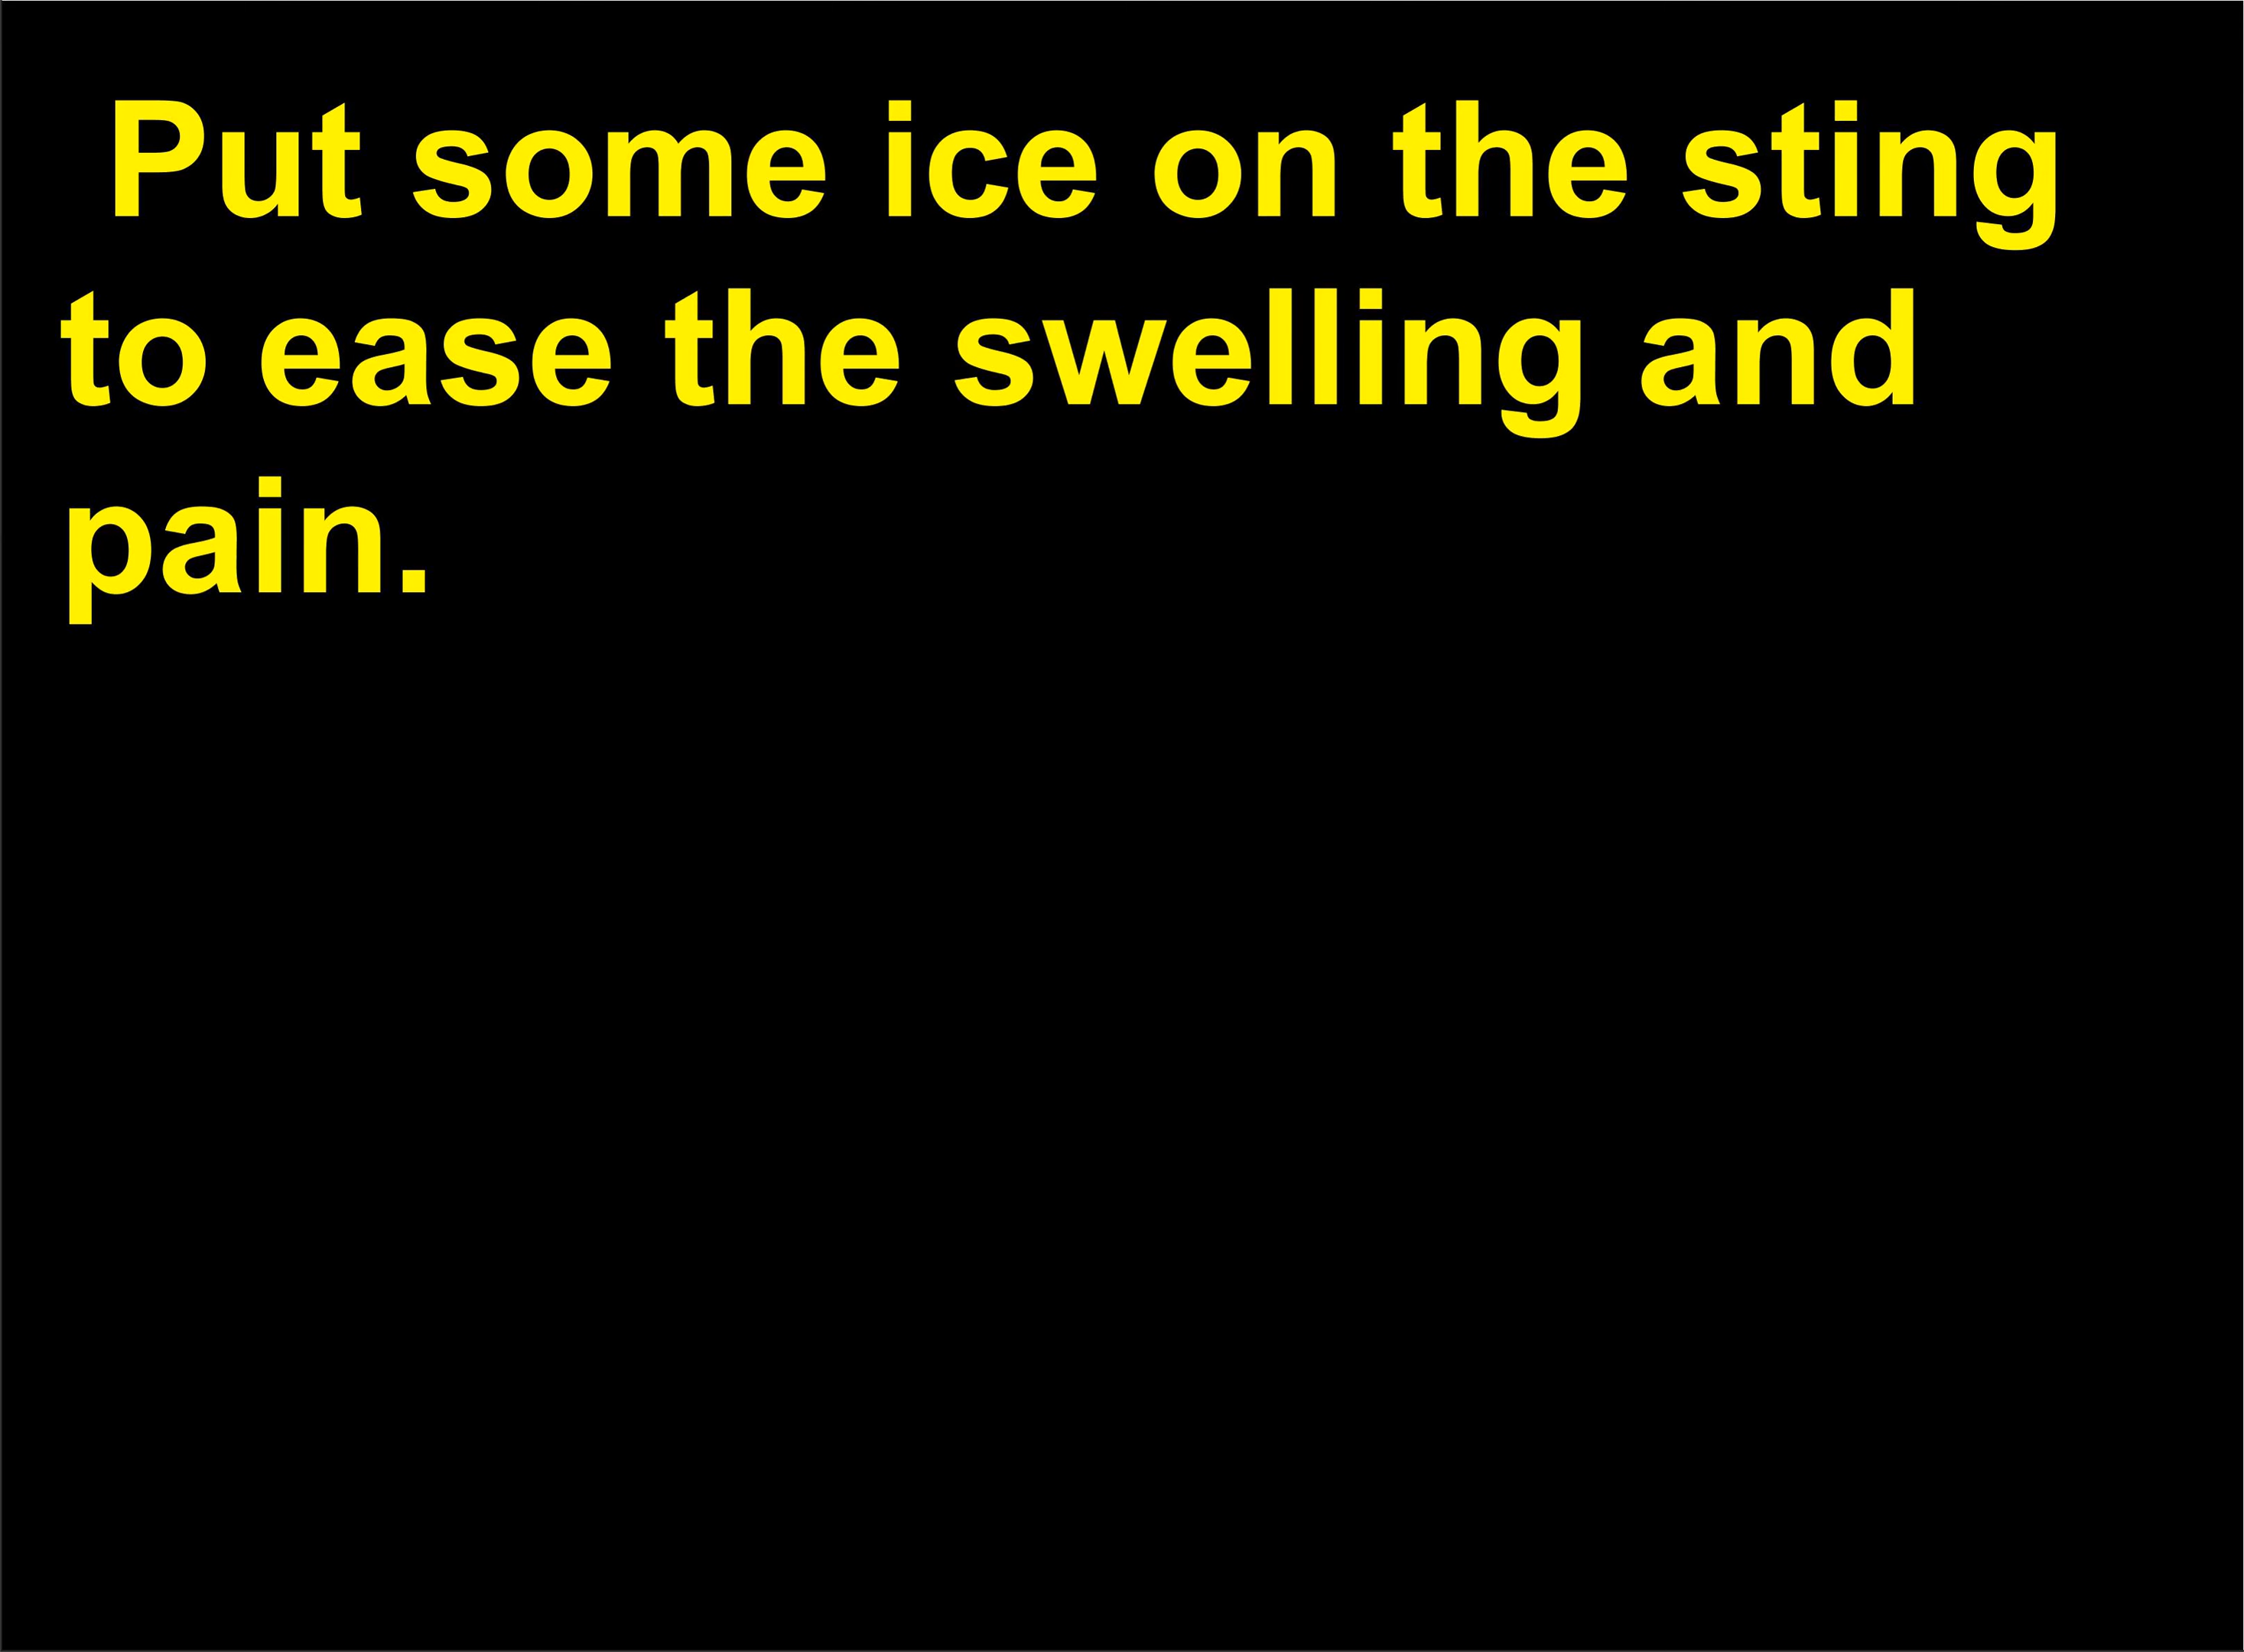 Put some ice on the sting
to ease the swelling and
pain.